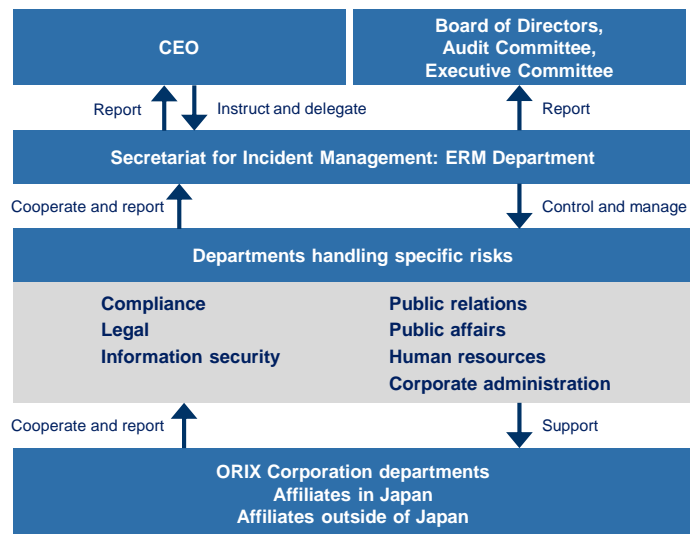 CEO
Board of Directors,
Audit Committee,
Executive Committee
Report
Instruct and delegate
Report
Secretariat for Incident Management: ERM Department
Cooperate and report
Control and manage
Departments handling specific risks
Compliance
Legal
Information security
Public relations
Public affairs
Human resources
Corporate administration
Cooperate and report
Support
ORIX Corporation departments
Affiliates in Japan
Affiliates outside of Japan